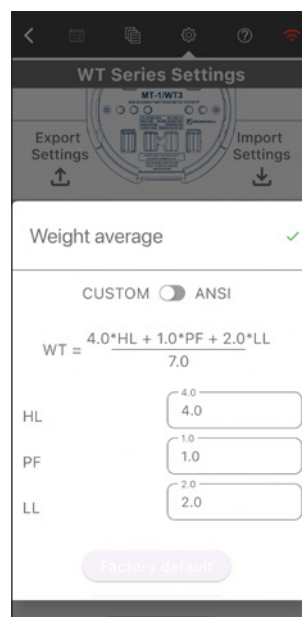 WT Series Settings
MT-1/WT3
Export
Settings
Import
Settings
Weight average
CUSTOM ANSI
WT = 4.0*HL + 1.0*PF + 2.0*LL
7.0
4.0
HL 4.0
1.0
PF 1.0
2.0
LL 2.0
Factory default